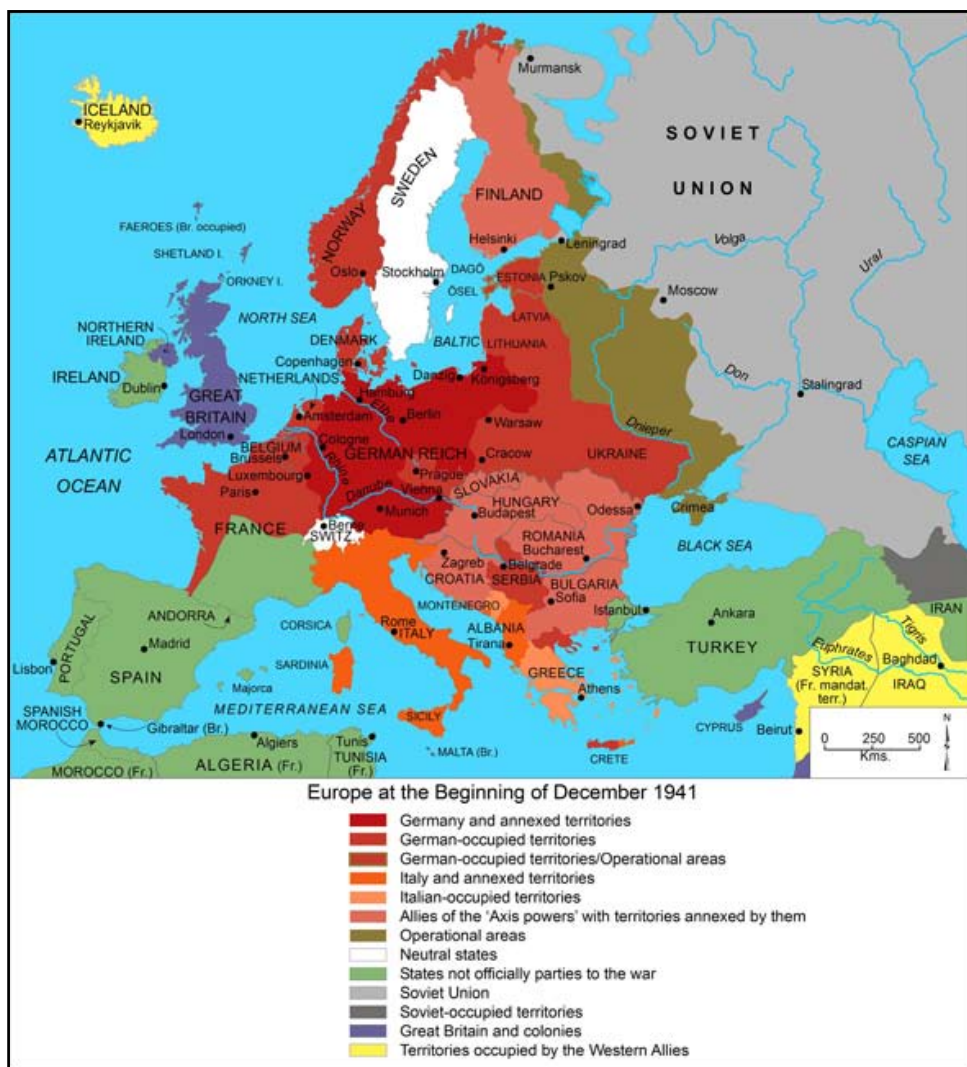 Murmansk
ICELAND
Reykjavik
SOVIET
UNION
SWEDEN
FINLAND
NORWAY
FAEROES (Br. occupied)
SHETLAND I.
Helsinki
Leningrad
Volga
Ural
ORKNEY I.
Oslo
Stockholm
DAGÖ
ÖSEL
ESTONIA
Pskov
Moscow
NORTH SEA
LATVIA
NORTHERN
IRELAND
DENMARK
BALTIC
LITHUANIA
Copenhagen
IRELAND
Dublin
NETHERLANDS
Danzig
Königsberg
Don
Stalingrad
Hamburg
GREAT
BRITAIN
Elbe
Berlin
Amsterdam
Warsaw
Dnieper
London
Cologne
CASPIAN
SEA
ATLANTIC
OCEAN
BELGIUM
Brussels
GERMAN REICH
Cracow
UKRAINE
Luxembourg
Rhine
Prague
Paris
Danube
Vienna
SLOVAKIA
Munich
HUNGARY
Budapest
Odessa
Crimea
FRANCE
Berne
SWITZ.
ROMANIA
Bucharest
BLACK SEA
Zagreb
Belgrade
CROATIA
SERBIA
BULGARIA
Sofia
ANDORRA
MONTENEGRO
Istanbul
Ankara
IRAN
CORSICA
Rome
ITALY
ALBANIA
Tirana
Tigris
PORTUGAL
Madrid
Lisbon
SPAIN
SARDINIA
TURKEY
Euphrates
Baghdad
Majorca
GREECE
Athens
SYRIA
(Fr. mandat.
terr.)
IRAQ
MEDITERRANEAN SEA
SPANISH
MOROCCO
Gibraltar (Br.)
SICILY
CYPRUS
Beirut
N
0 250 500
Kms.
Algiers
Tunis
MALTA (Br.)
CRETE
MOROCCO (Fr.)
ALGERIA (Fr.)
TUNISIA
(Fr.)
Europe at the Beginning of December 1941
Germany and annexed territories
German-occupied territories
German-occupied territories/Operational areas
Italy and annexed territories
Italian-occupied territories
Allies of the 'Axis powers' with territories annexed by them
Operational areas
Neutral states
States not officially parties to the war
Soviet Union
Soviet-occupied territories
Great Britain and colonies
Territories occupied by the Western Allies